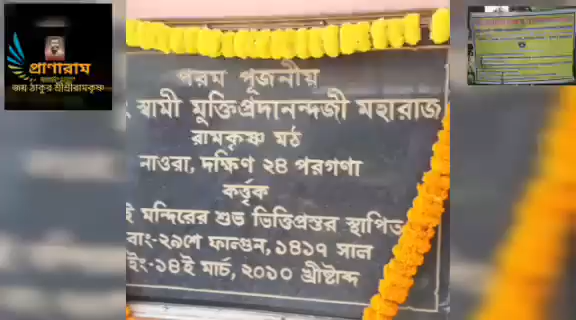 প্রাণারাম
জয় ঠাকুর শ্রীশ্রীরামকৃষ্ণ
পরম পূজনীয়
স্বামী মুক্তিপ্রদানন্দজী মহারাজ
রামকৃষ্ণ মঠ
নাওরা, দক্ষিণ ২৪ পরগণা
কর্ত্তৃক
ই মন্দিরের শুভ ভিত্তিপ্রস্তর স্থাপিত
বাং-২৯শে ফাল্গুন, ১৪১৭ সাল
ইং-১৪ই মার্চ, ২০১০ খ্রীষ্টাব্দ